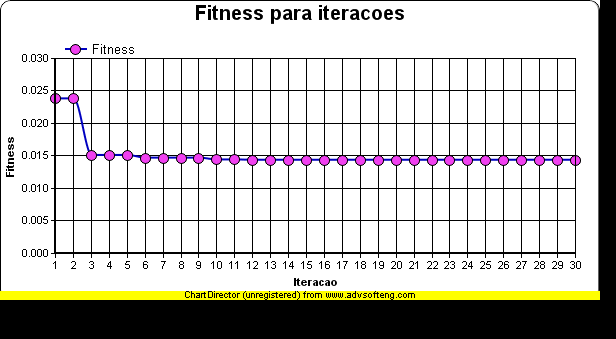 Fitness para iteracoes
Fitness
0.030
0.025
0.020
0.015
0.010
0.005
0.000
Fitness
1 2 3 4 5 6 7 8 9 10 11 12 13 14 15 16 17 18 19 20 21 22 23 24 25 26 27 28 29 30
Iteracao
ChartDirector (unregistered) from www.advsofteng.com